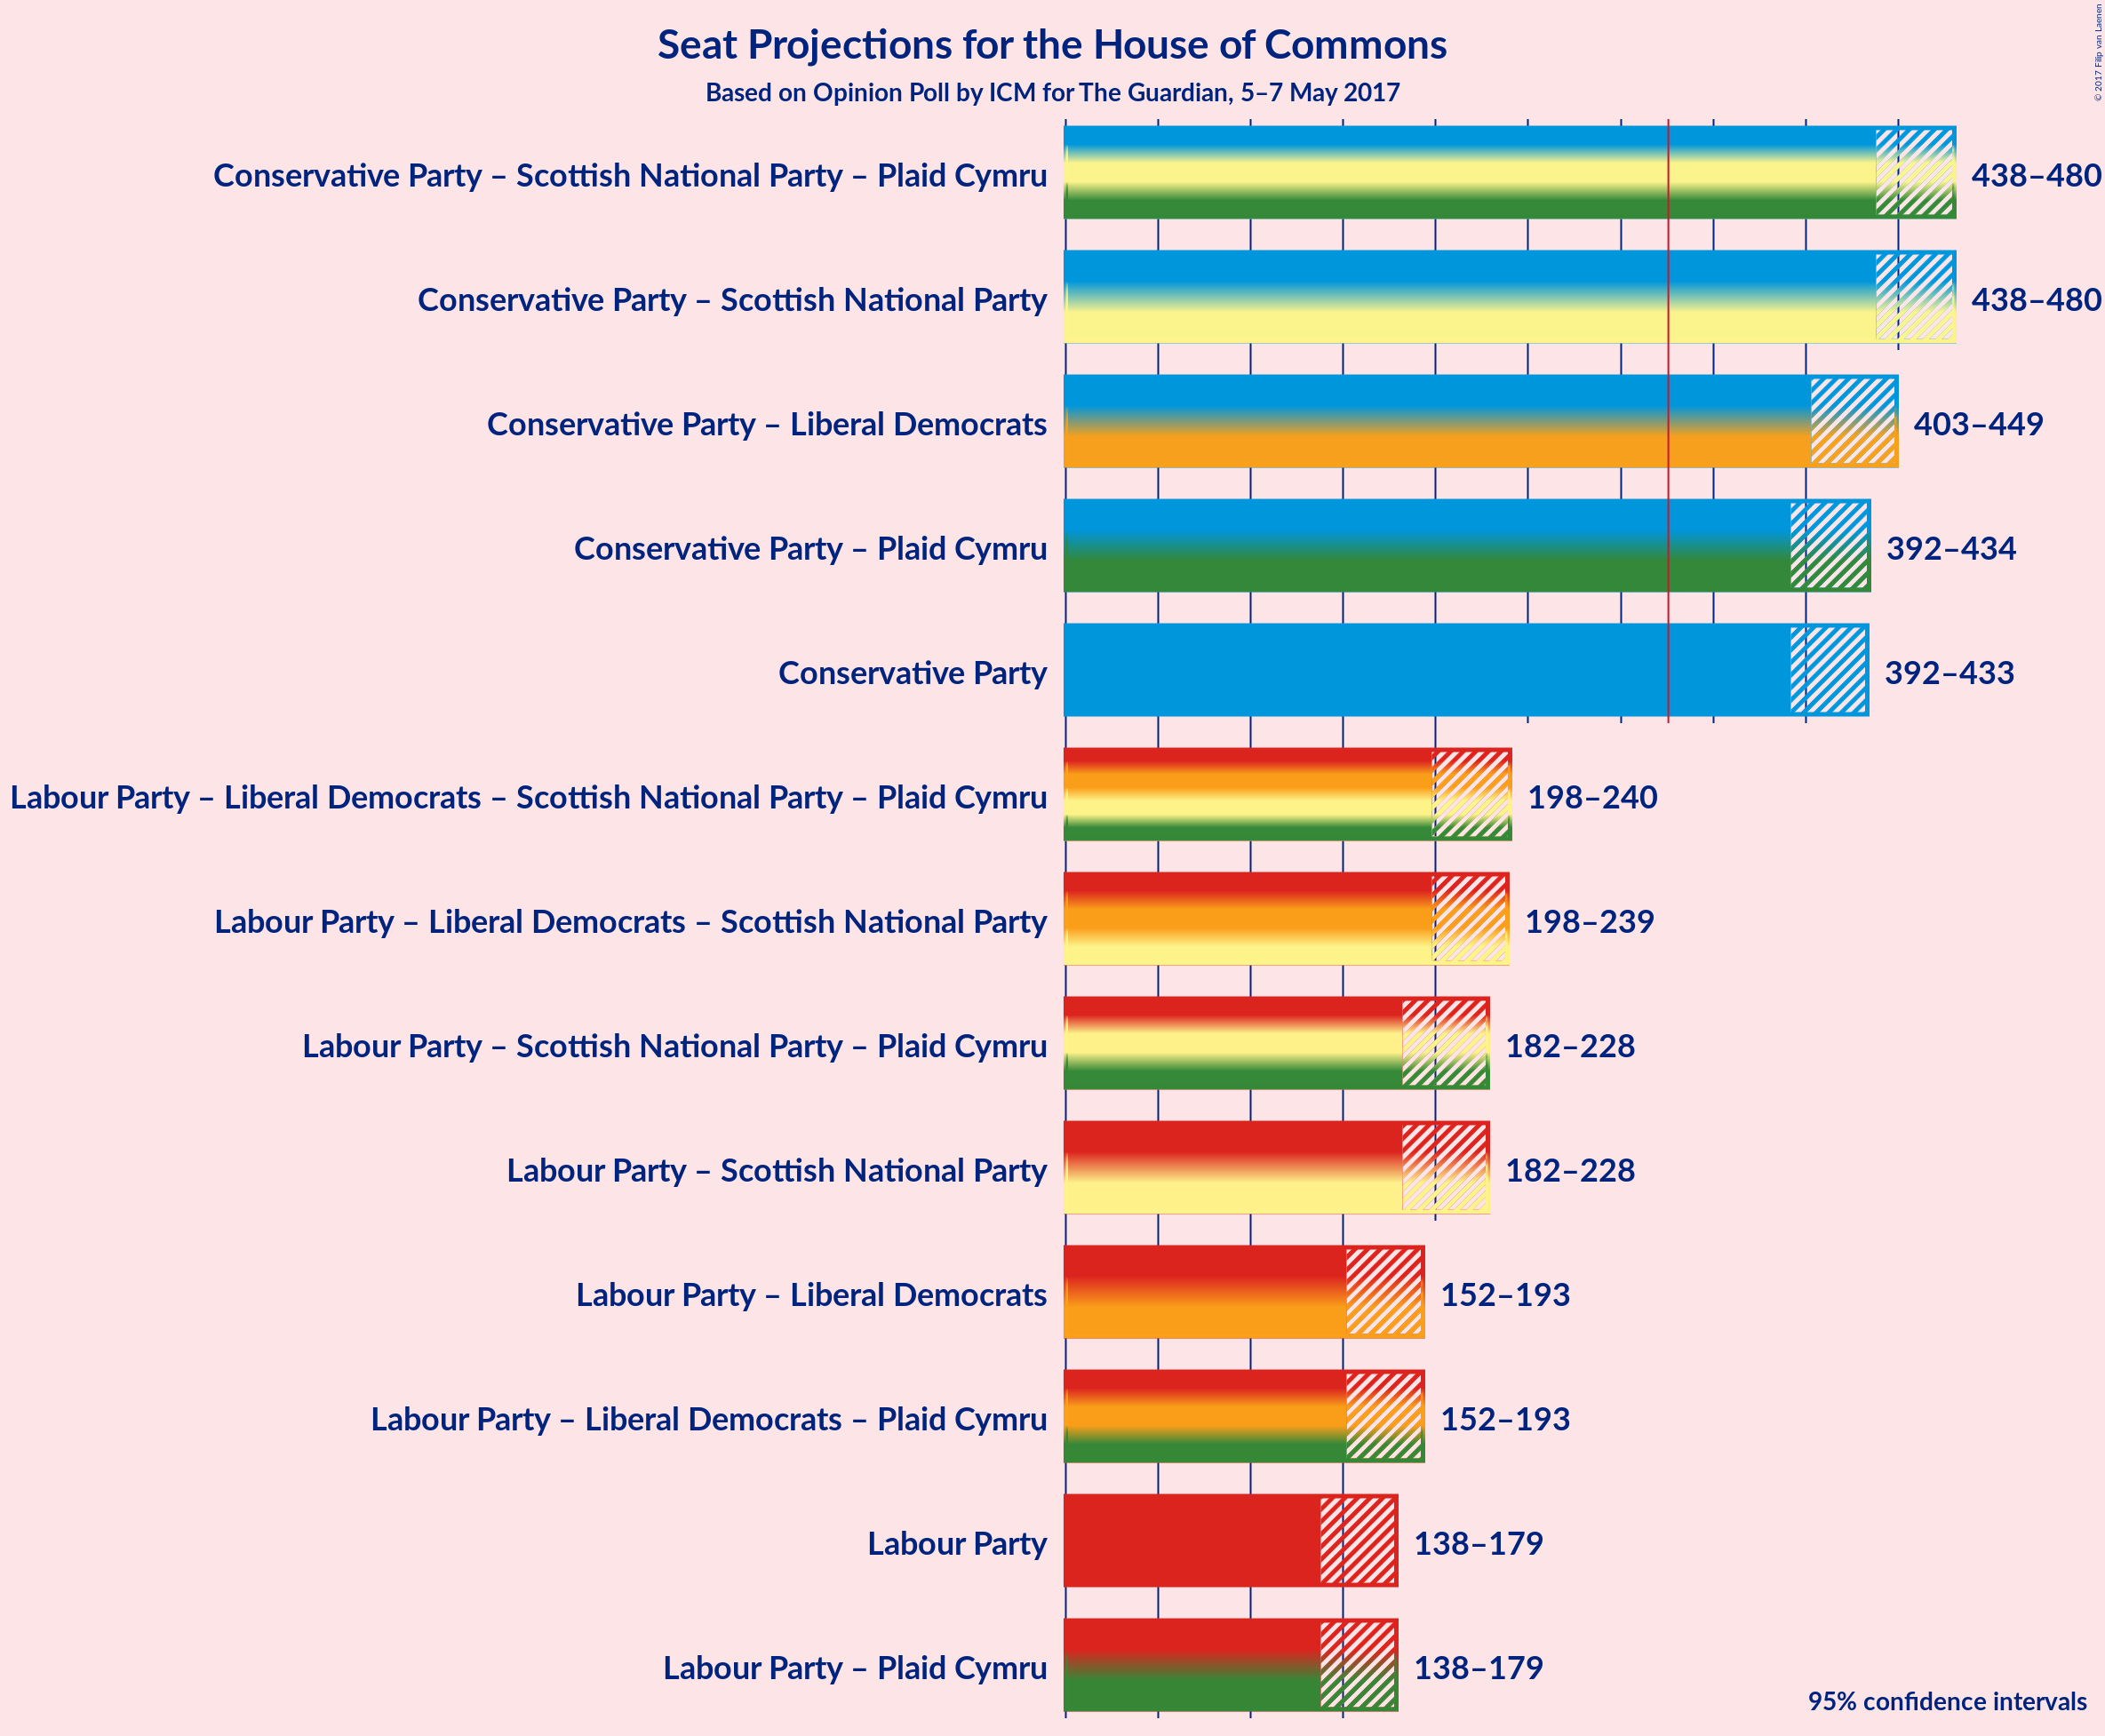 Seat Projections for the House of Commons
Based on Opinion Poll by ICM for The Guardian, 5–7 May 2017
© 2017 Filip van Laenen
Conservative Party – Scottish National Party – Plaid Cymru 438–480
Conservative Party – Scottish National Party 438–480
Conservative Party – Liberal Democrats 403–449
Conservative Party – Plaid Cymru 392–434
Conservative Party 392–433
Labour Party – Liberal Democrats – Scottish National Party – Plaid Cymru 198–240
Labour Party – Liberal Democrats – Scottish National Party 198–239
Labour Party – Scottish National Party – Plaid Cymru 182–228
Labour Party – Scottish National Party 182–228
Labour Party – Liberal Democrats 152–193
Labour Party – Liberal Democrats – Plaid Cymru 152–193
Labour Party 138–179
Labour Party – Plaid Cymru 138–179
95% confidence intervals